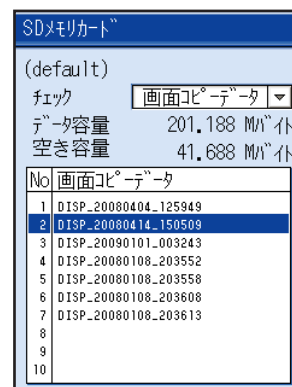 SDﾒﾓﾘｶｰﾄﾞ
(default)
ﾁｪｯｸ 画面ｺﾋﾟｰﾃﾞｰﾀ
ﾃﾞｰﾀ容量 201.188 Mﾊﾞｲﾄ
空き容量 41.688 Mﾊﾞｲﾄ
No 画面ｺﾋﾟｰﾃﾞｰﾀ
1 DISP_20080404_125949
2 DISP_20080414_150509
3 DISP_20090101_003243
4 DISP_20080108_203552
5 DISP_20080108_203558
6 DISP_20080108_203608
7 DISP_20080108_203613
8
9
10